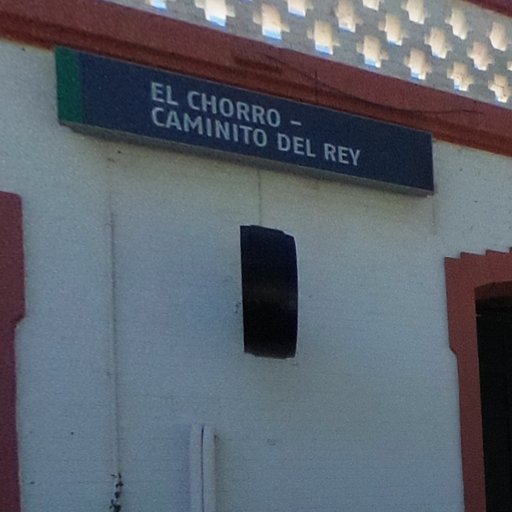 EL CHORRO –
CAMINITO DEL REY